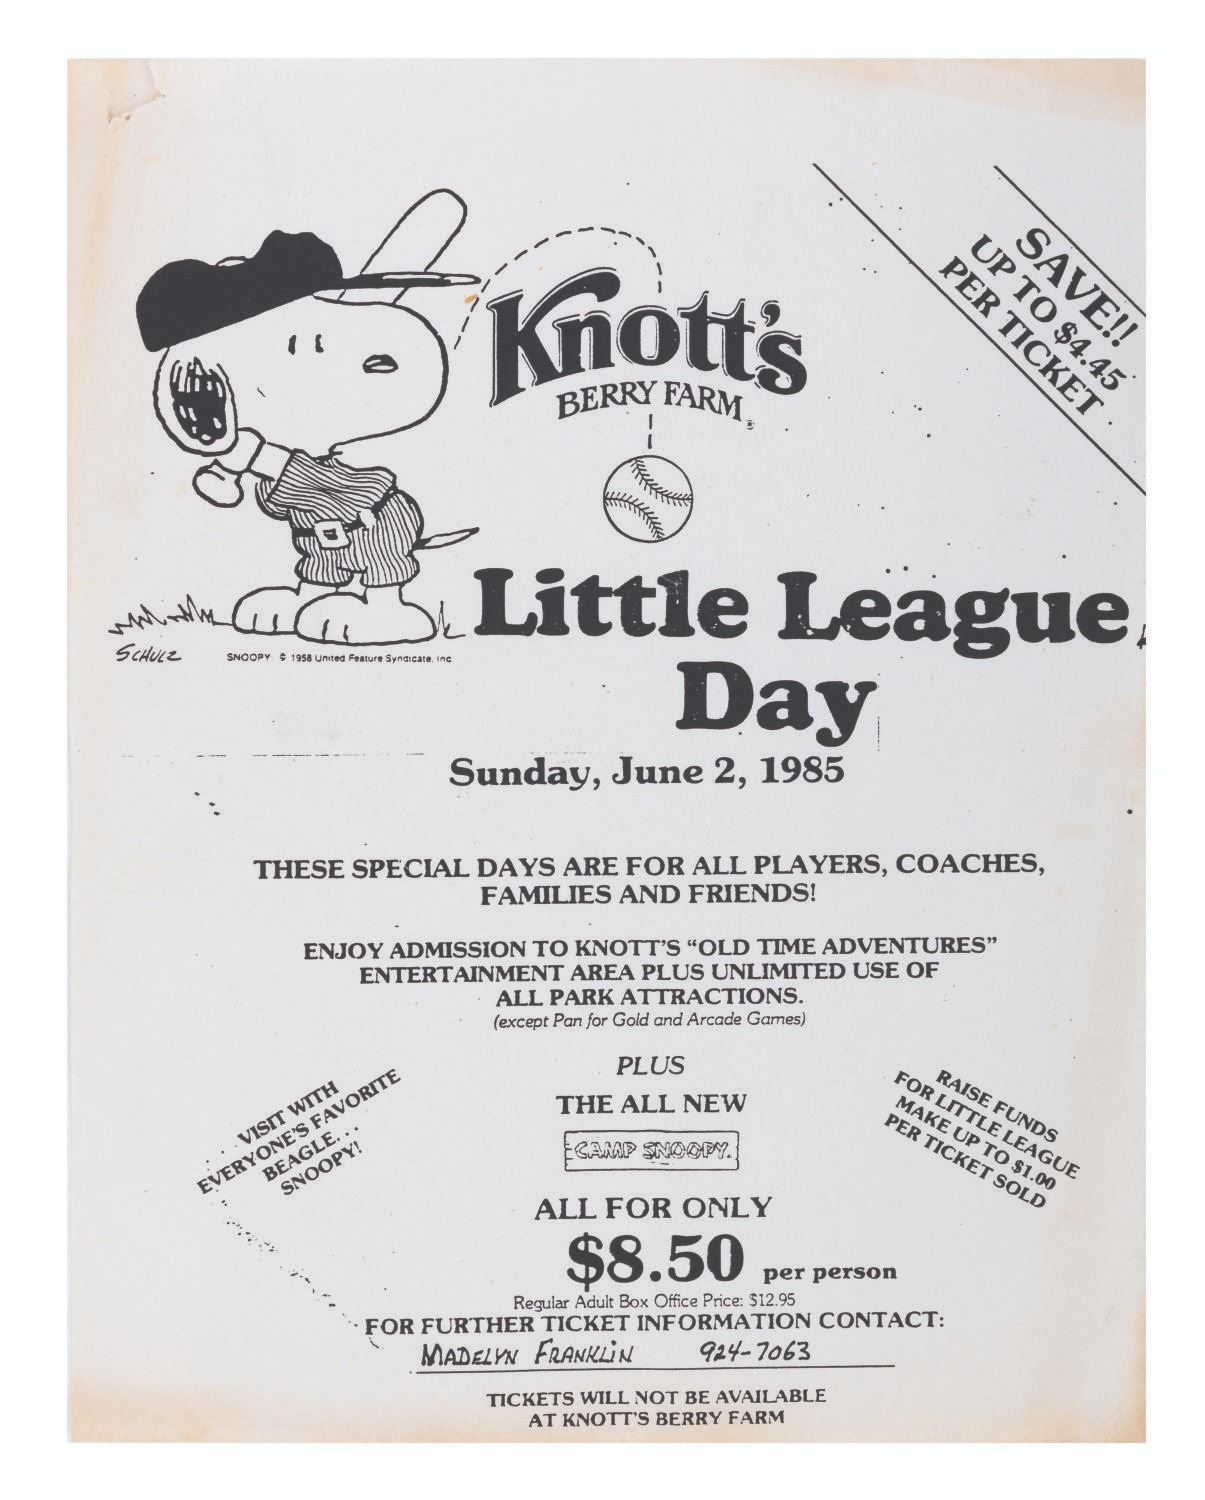 SAVE!!
UP TO $4.45
PER TICKET
Knott's
BERRY FARM®
Little League
Day
SCHULZ
SNOOPY: © 1958 United Feature Syndicate, Inc
Sunday, June 2, 1985
THESE SPECIAL DAYS ARE FOR ALL PLAYERS, COACHES,
FAMILIES AND FRIENDS!
ENJOY ADMISSION TO KNOTT'S “OLD TIME ADVENTURES”
ENTERTAINMENT AREA PLUS UNLIMITED USE OF
ALL PARK ATTRACTIONS.
(except Pan for Gold and Arcade Games)
PLUS
THE ALL NEW
CAMP SNOOPY.
VISIT WITH
EVERYONE'S FAVORITE
BEAGLE...
SNOOPY!
RAISE FUNDS
FOR LITTLE LEAGUE
MAKE UP TO $1.00
PER TICKET SOLD
ALL FOR ONLY
$8.50 per person
Regular Adult Box Office Price: $12.95
FOR FURTHER TICKET INFORMATION CONTACT:
MADELYN FRANKLIN 924-7063
TICKETS WILL NOT BE AVAILABLE
AT KNOTT'S BERRY FARM